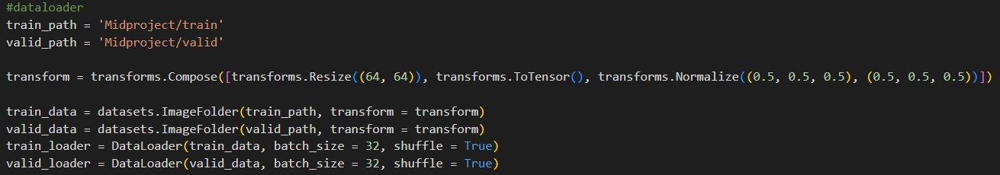 #dataloader
train_path = 'Midproject/train'
valid_path = 'Midproject/valid'
transform = transforms.Compose([transforms.Resize((64, 64)), transforms.ToTensor(), transforms.Normalize((0.5, 0.5, 0.5), (0.5, 0.5, 0.5))])
train_data = datasets.ImageFolder(train_path, transform = transform)
valid_data = datasets.ImageFolder(valid_path, transform = transform)
train_loader = DataLoader(train_data, batch_size = 32, shuffle = True)
valid_loader = DataLoader(valid_data, batch_size = 32, shuffle = True)